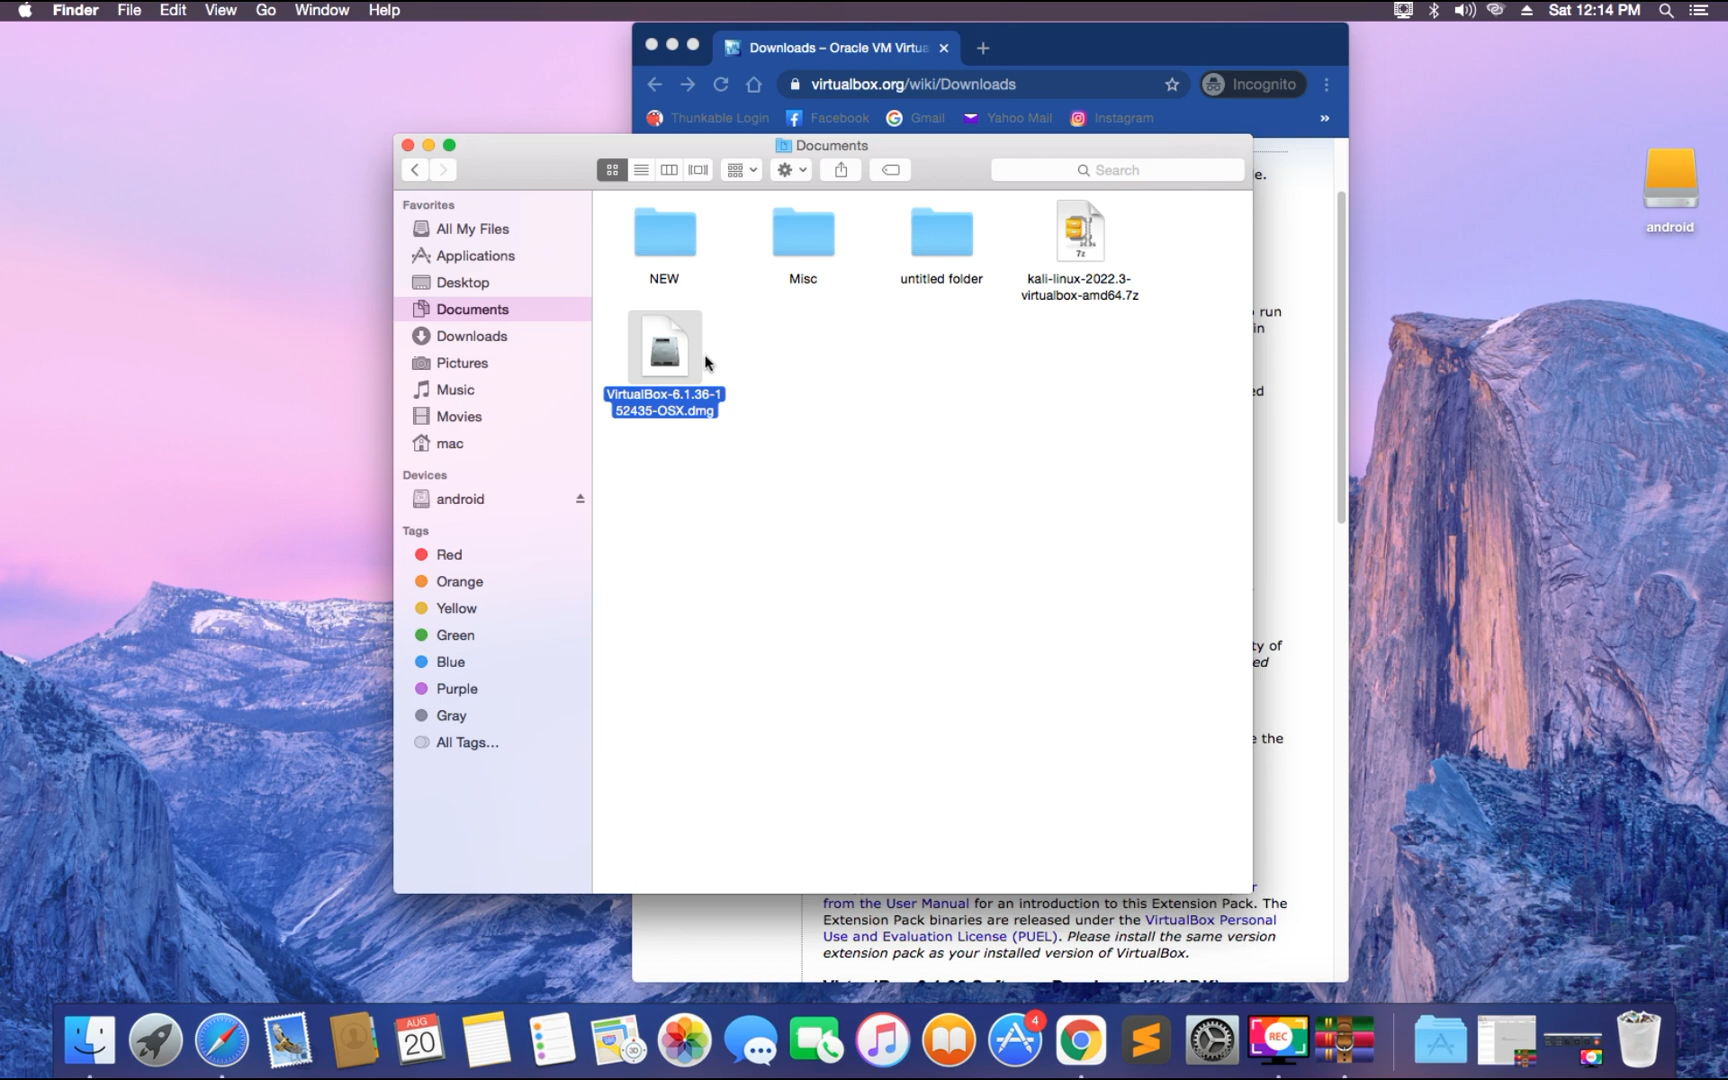 Finder File Edit View Go Window Help
Sat 12:14 PM
Downloads – Oracle VM Virtua
virtualbox.org/wiki/Downloads
Incognito
Thunkable Login Facebook Gmail Yahoo Mail Instagram »
Documents
Search
e.
Favorites
All My Files
Applications
Desktop
Documents
Downloads
Pictures
Music
Movies
mac
Devices
android
Tags
Red
Orange
Yellow
Green
Blue
Purple
Gray
All Tags...
NEW
Misc
untitled folder
7z
kali-linux-2022.3-
virtualbox-amd64.7z
VirtualBox-6.1.36-1
52435-OSX.dmg
run
in
ed
ty of
ed
e the
r
from the User Manual for an introduction to this Extension Pack. The
Extension Pack binaries are released under the VirtualBox Personal
Use and Evaluation License (PUEL). Please install the same version
extension pack as your installed version of VirtualBox.
android
AUG
20
3D
4
REC